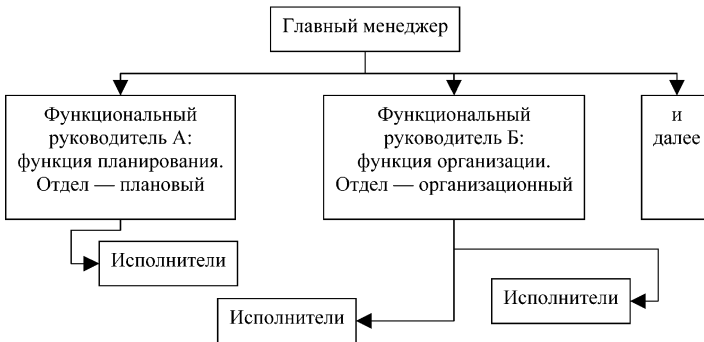 Главный менеджер
Функциональный
руководитель А:
функция планирования.
Отдел — плановый
Функциональный
руководитель Б:
функция организации.
Отдел — организационный
и
далее
Исполнители
Исполнители
Исполнители